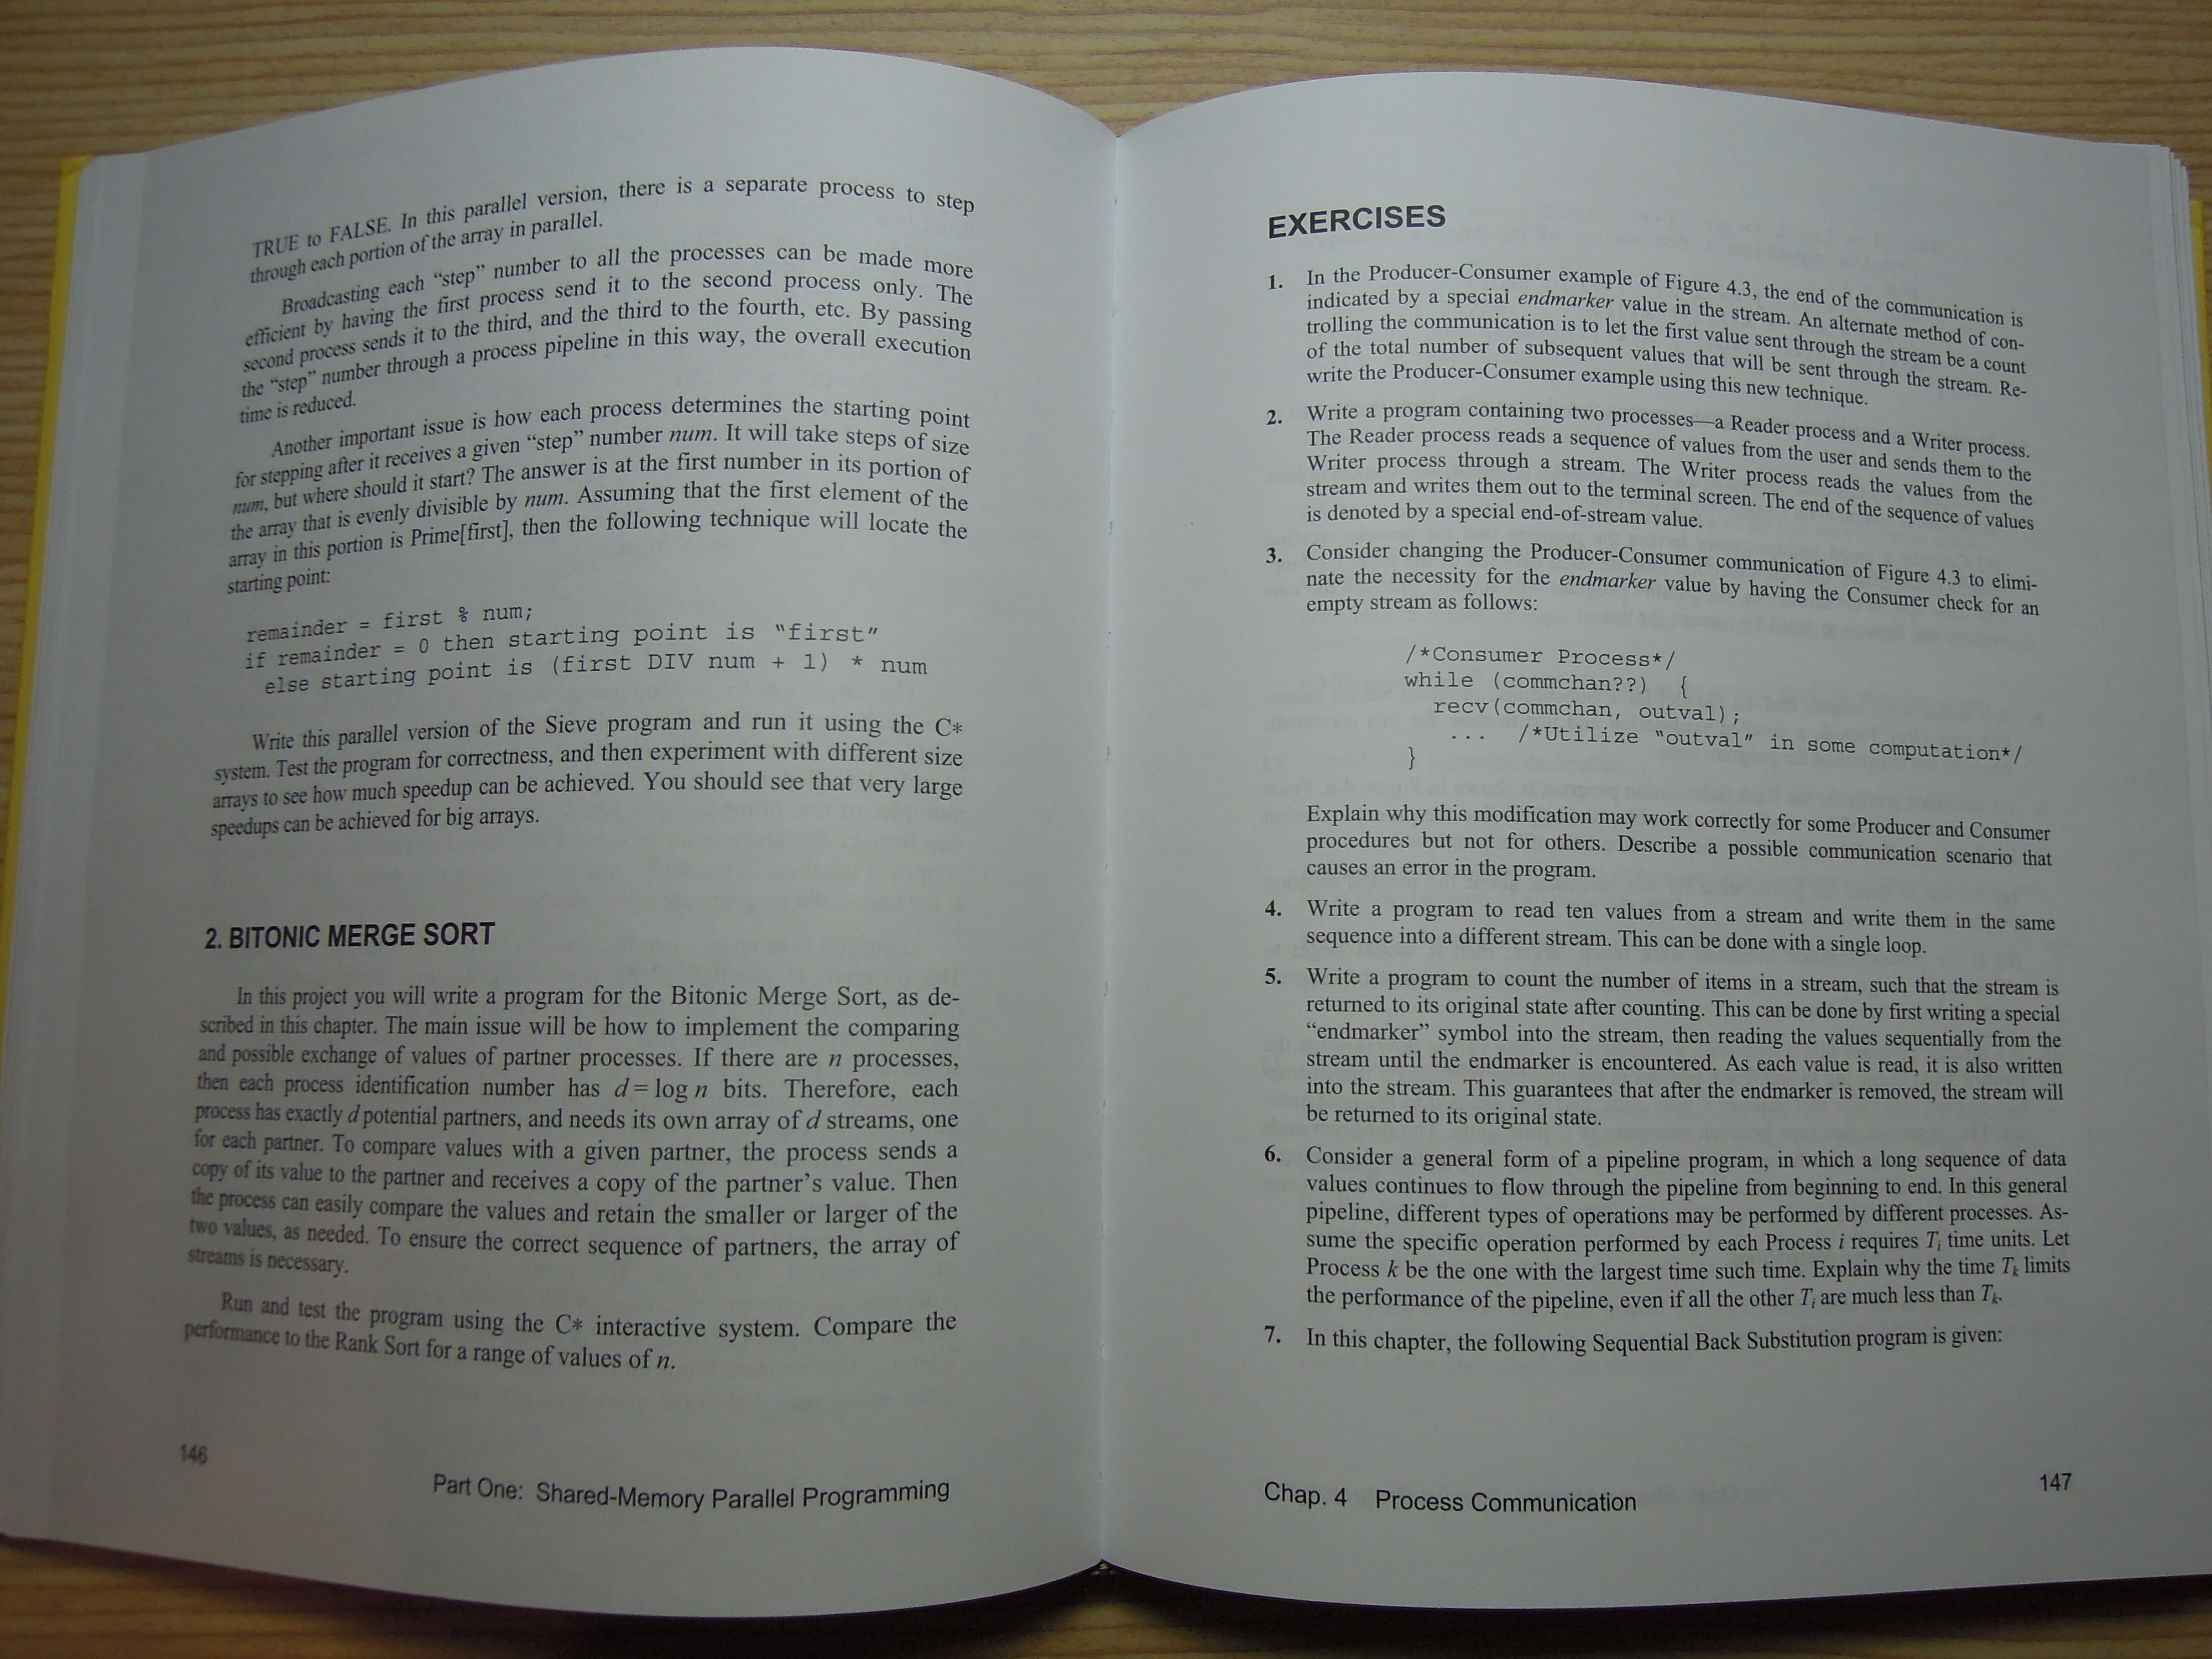 TRUE to FALSE. In this parallel version, there is a separate process to step
through each portion of the array in parallel.
Broadcasting each “step” number to all the processes can be made more
efficient by having the first process send it to the second process only. The
second process sends it to the third, and the third to the fourth, etc. By passing
the “step” number through a process pipeline in this way, the overall execution
time is reduced.
Another important issue is how each process determines the starting point
for stepping after it receives a given “step” number num. It will take steps of size
num, but where should it start? The answer is at the first number in its portion of
the array that is evenly divisible by num. Assuming that the first element of the
array in this portion is Prime[first], then the following technique will locate the
starting point:
remainder = first % num;
if remainder = 0 then starting point is “first”
else starting point is (first DIV num + 1) * num
Write this parallel version of the Sieve program and run it using the C*
system. Test the program for correctness, and then experiment with different size
arrays to see how much speedup can be achieved. You should see that very large
speedups can be achieved for big arrays.
2. BITONIC MERGE SORT
In this project you will write a program for the Bitonic Merge Sort, as de-
scribed in this chapter. The main issue will be how to implement the comparing
and possible exchange of values of partner processes. If there are n processes,
then each process identification number has d = log n bits. Therefore, each
process has exactly d potential partners, and needs its own array of d streams, one
for each partner. To compare values with a given partner, the process sends a
copy of its value to the partner and receives a copy of the partner’s value. Then
the process can easily compare the values and retain the smaller or larger of the
two values, as needed. To ensure the correct sequence of partners, the array of
streams is necessary.
Run and test the program using the C* interactive system. Compare the
performance to the Rank Sort for a range of values of n.
146
Part One: Shared-Memory Parallel Programming
EXERCISES
1. In the Producer-Consumer example of Figure 4.3, the end of the communication is
indicated by a special endmarker value in the stream. An alternate method of con-
trolling the communication is to let the first value sent through the stream be a count
of the total number of subsequent values that will be sent through the stream. Re-
write the Producer-Consumer example using this new technique.
2. Write a program containing two processes—a Reader process and a Writer process.
The Reader process reads a sequence of values from the user and sends them to the
Writer process through a stream. The Writer process reads the values from the
stream and writes them out to the terminal screen. The end of the sequence of values
is denoted by a special end-of-stream value.
3. Consider changing the Producer-Consumer communication of Figure 4.3 to elimi-
nate the necessity for the endmarker value by having the Consumer check for an
empty stream as follows:
/*Consumer Process*/
while (commchan??) {
recv(commchan, outval);
... /*Utilize “outval” in some computation*/
}
Explain why this modification may work correctly for some Producer and Consumer
procedures but not for others. Describe a possible communication scenario that
causes an error in the program.
4. Write a program to read ten values from a stream and write them in the same
sequence into a different stream. This can be done with a single loop.
5. Write a program to count the number of items in a stream, such that the stream is
returned to its original state after counting. This can be done by first writing a special
“endmarker” symbol into the stream, then reading the values sequentially from the
stream until the endmarker is encountered. As each value is read, it is also written
into the stream. This guarantees that after the endmarker is removed, the stream will
be returned to its original state.
6. Consider a general form of a pipeline program, in which a long sequence of data
values continues to flow through the pipeline from beginning to end. In this general
pipeline, different types of operations may be performed by different processes. As-
sume the specific operation performed by each Process i requires Ti time units. Let
Process k be the one with the largest time such time. Explain why the time Tk limits
the performance of the pipeline, even if all the other Ti are much less than Tk.
7. In this chapter, the following Sequential Back Substitution program is given:
Chap. 4 Process Communication
147